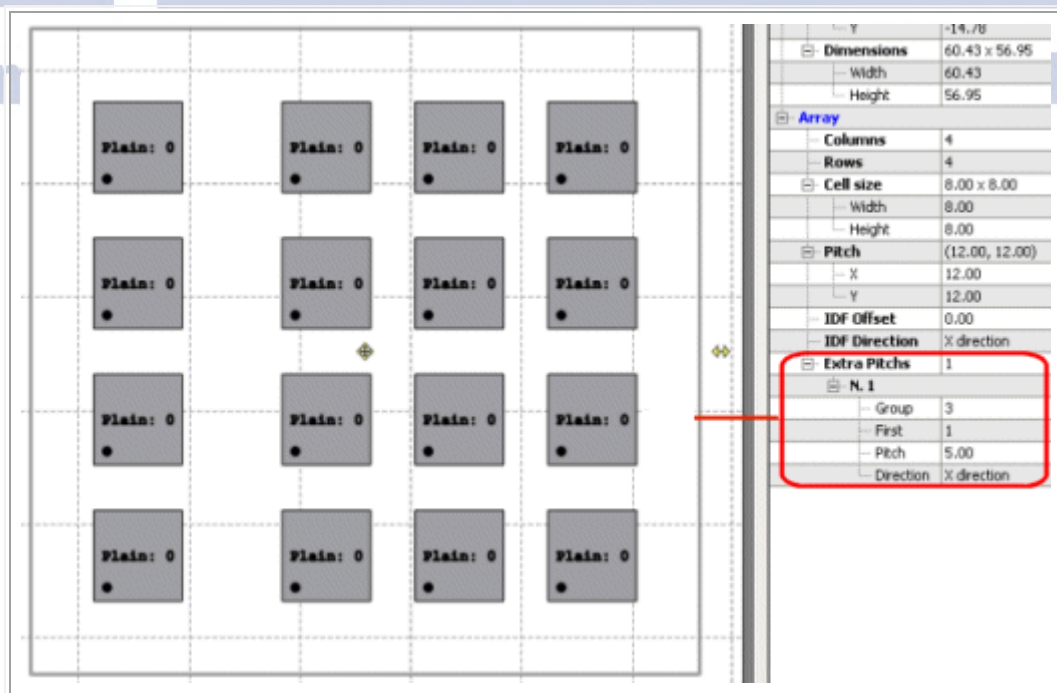 Plain: 0 Plain: 0 Plain: 0 Plain: 0
Plain: 0 Plain: 0 Plain: 0 Plain: 0
Plain: 0 Plain: 0 Plain: 0 Plain: 0
Plain: 0 Plain: 0 Plain: 0 Plain: 0
Y -14.78
Dimensions 60.43 x 56.95
Width 60.43
Height 56.95
Array
Columns 4
Rows 4
Cell size 8.00 x 8.00
Width 8.00
Height 8.00
Pitch (12.00, 12.00)
X 12.00
Y 12.00
IDF Offset 0.00
IDF Direction X direction
Extra Pitchs 1
N. 1
Group 3
First 1
Pitch 5.00
Direction X direction